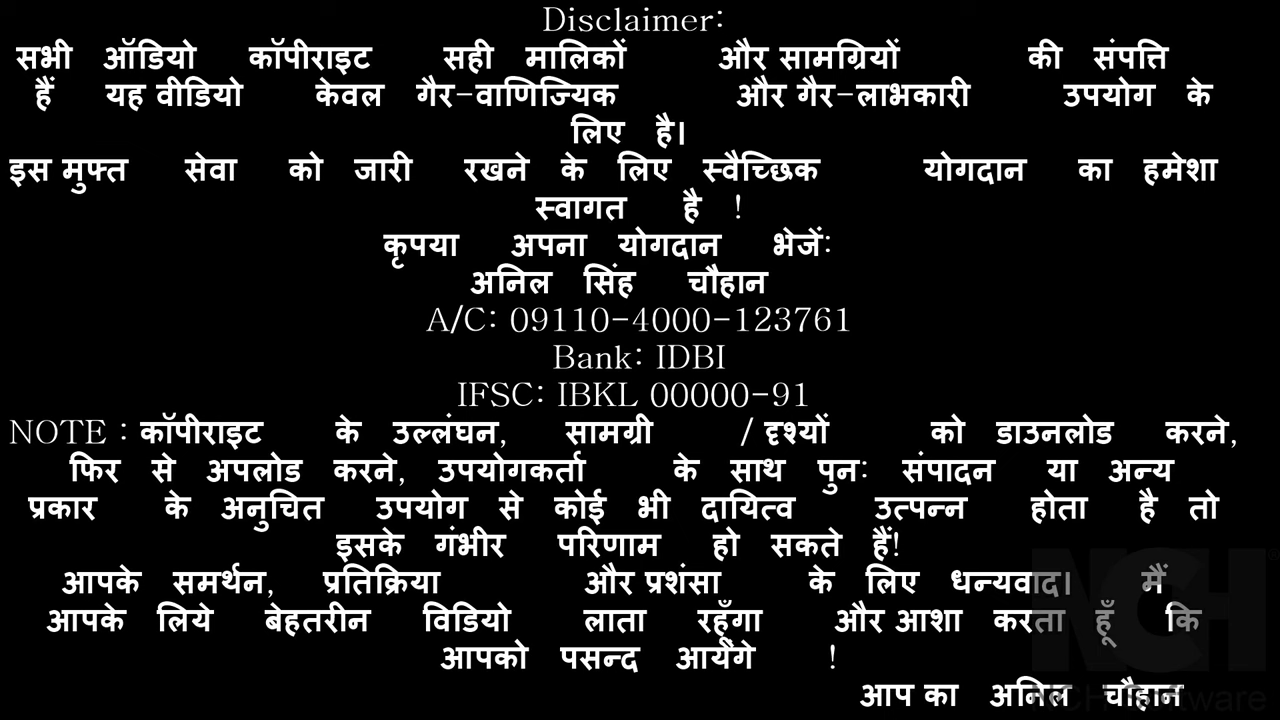 Disclaimer:
सभी ऑडियो कॉपीराइट सही मालिकों और सामग्रियों की संपत्ति
हैं यह वीडियो केवल गैर-वाणिज्यिक और गैर-लाभकारी उपयोग के
लिए है।
इस मुफ्त सेवा को जारी रखने के लिए स्वैच्छिक योगदान का हमेशा
स्वागत है !
कृपया अपना योगदान भेजें:
अनिल सिंह चौहान
A/C: 09110-4000-123761
Bank: IDBI
IFSC: IBKL 00000-91
NOTE : कॉपीराइट के उल्लंघन, सामग्री / दृश्यों को डाउनलोड करने,
फिर से अपलोड करने, उपयोगकर्ता के साथ पुन: संपादन या अन्य
प्रकार के अनुचित उपयोग से कोई भी दायित्व उत्पन्न होता है तो
इसके गंभीर परिणाम हो सकते हैं!
आपके समर्थन, प्रतिक्रिया और प्रशंसा के लिए धन्यवाद। मैं
आपके लिये बेहतरीन विडियो लाता रहूँगा और आशा करता हूँ कि
आपको पसन्द आयेंगे !
आप का अनिल चौहान
NCH
NCH Software